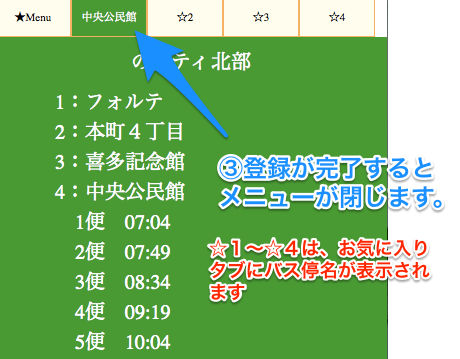 ★Menu
中央公民館
☆2
☆3
☆4
ティ北部
1：フォルテ
2：本町４丁目
3：喜多記念館
4：中央公民館
1便 07:04
2便 07:49
3便 08:34
4便 09:19
5便 10:04
③登録が完了すると
メニューが閉じます。
☆１〜☆４は、お気に入り
タブにバス停名が表示され
ます